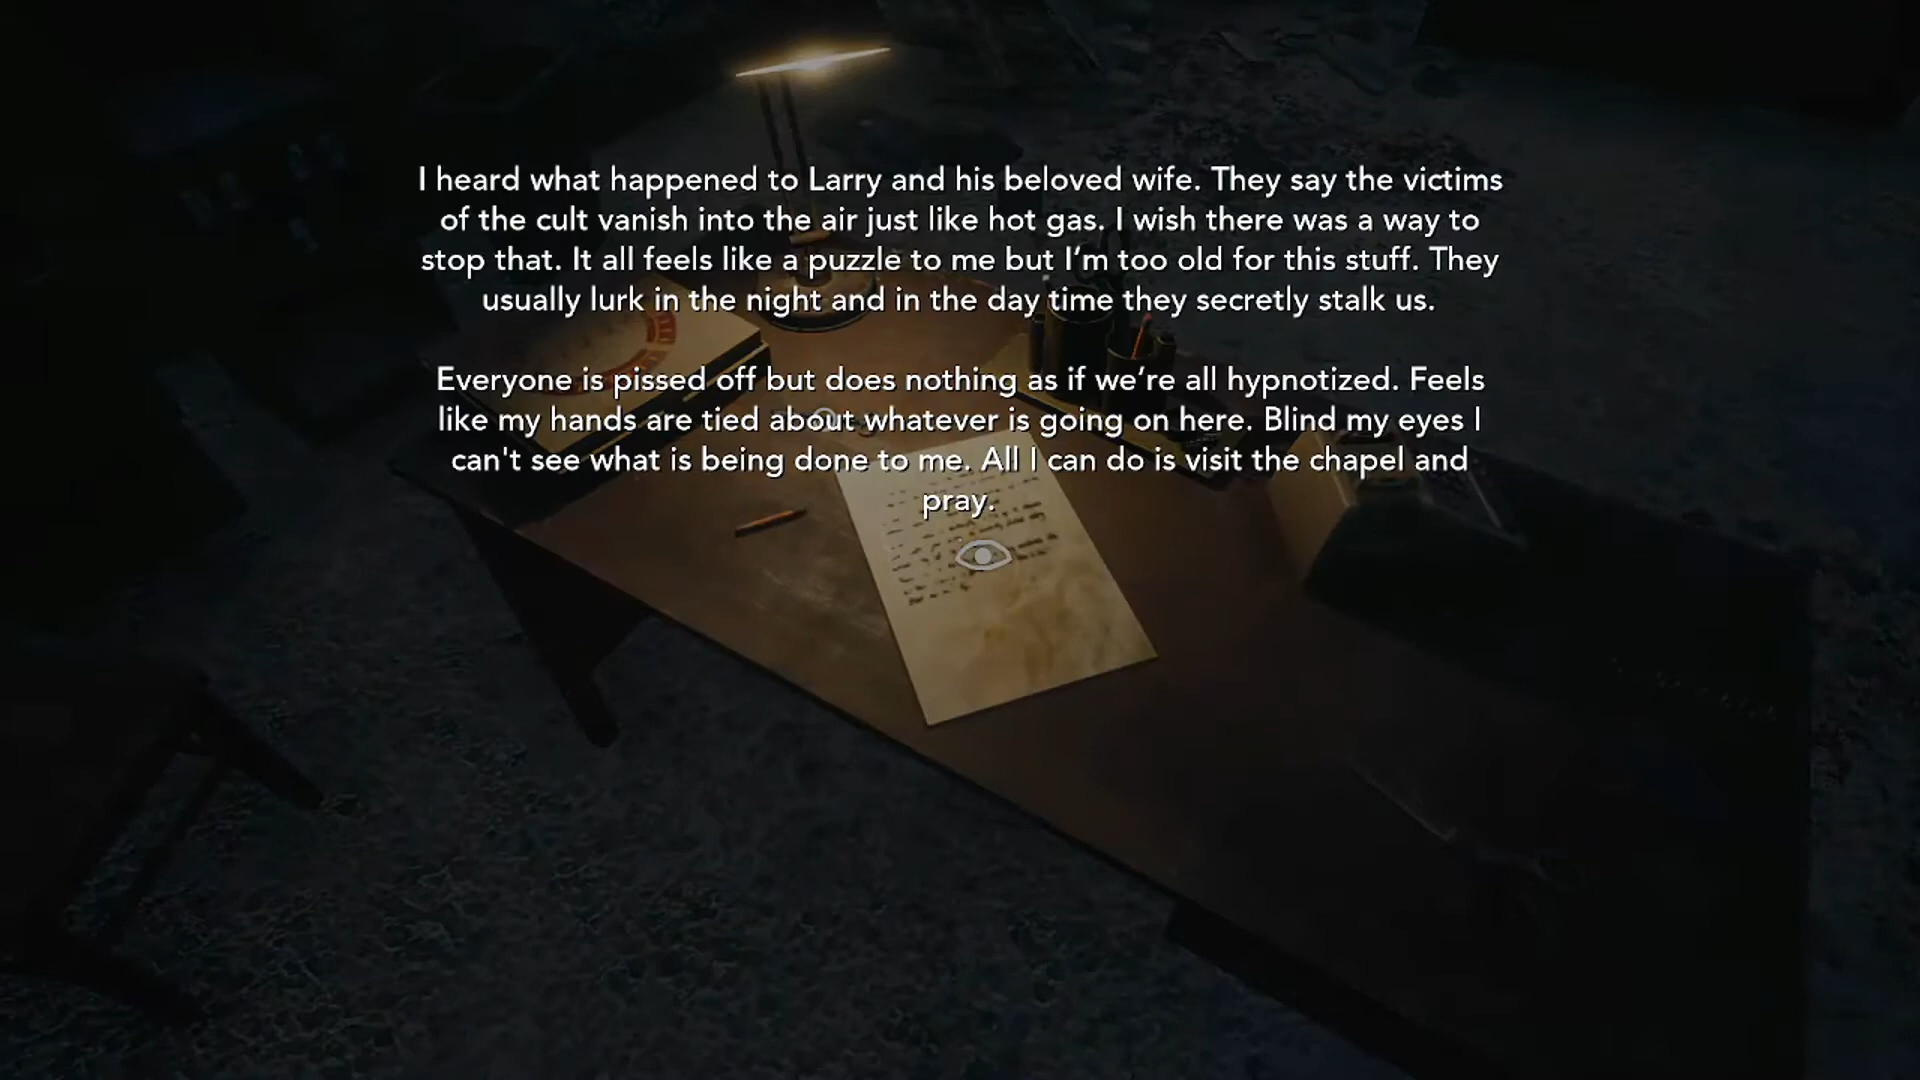 I heard what happened to Larry and his beloved wife. They say the victims
of the cult vanish into the air just like hot gas. I wish there was a way to
stop that. It all feels like a puzzle to me but I’m too old for this stuff. They
usually lurk in the night and in the day time they secretly stalk us.
Everyone is pissed off but does nothing as if we’re all hypnotized. Feels
like my hands are tied about whatever is going on here. Blind my eyes I
can't see what is being done to me. All I can do is visit the chapel and
pray.